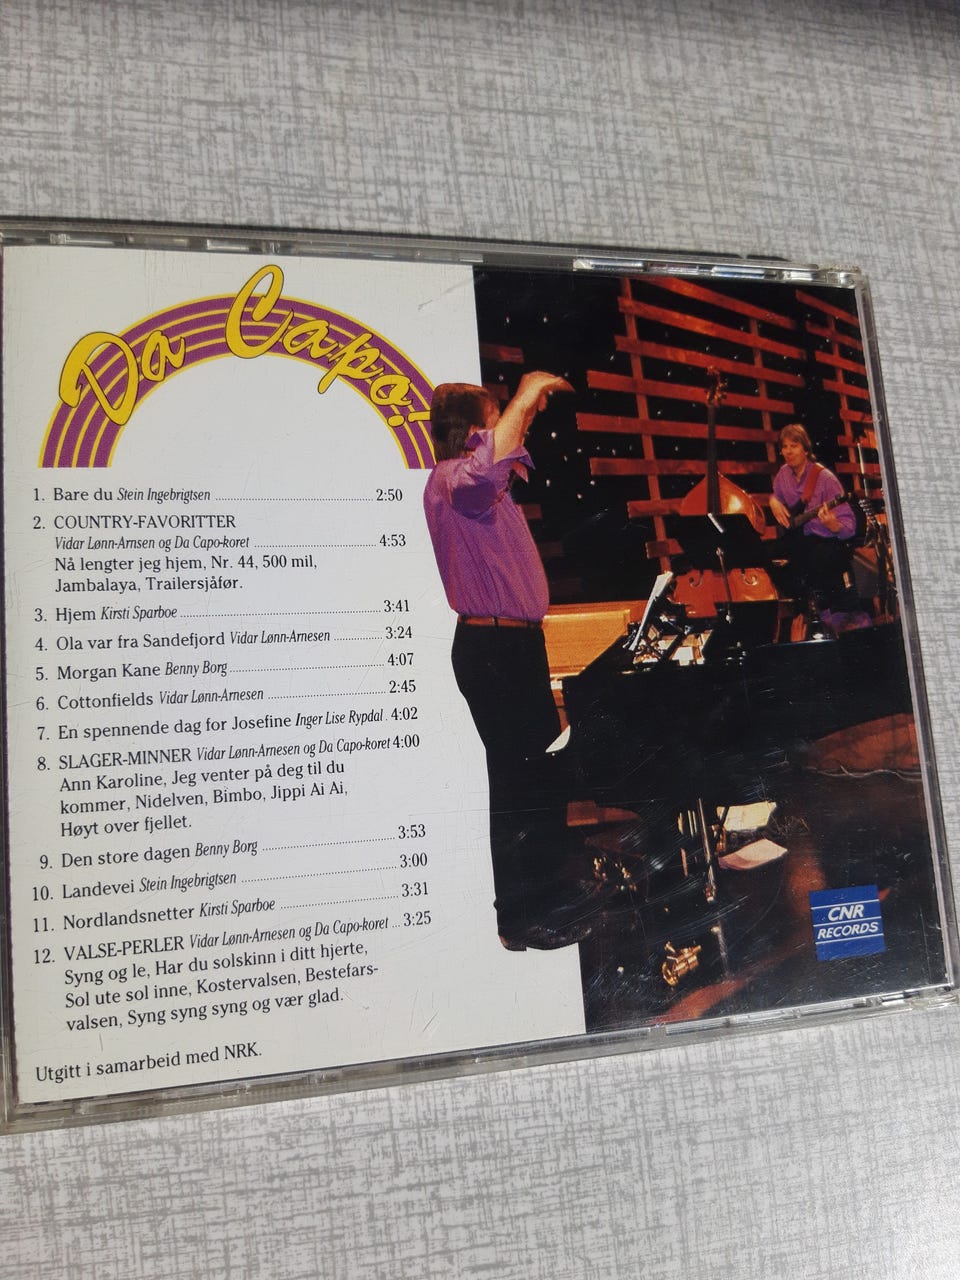 Da Capo!
1. Bare du Stein Ingebrigtsen 2:50
2. COUNTRY-FAVORITTER
Vidar Lønn-Arnsen og Da Capo-koret 4:53
Nå lengter jeg hjem, Nr. 44, 500 mil,
Jambalaya, Trailersjåfør.
3. Hjem Kirsti Sparboe 3:41
4. Ola var fra Sandefjord Vidar Lønn-Arnesen 3:24
5. Morgan Kane Benny Borg 4:07
6. Cottonfields Vidar Lønn-Arnesen 2:45
7. En spennende dag for Josefine Inger Lise Rypdal . 4:02
8. SLAGER-MINNER Vidar Lønn-Arnesen og Da Capo-koret 4:00
Ann Karoline, Jeg venter på deg til du
kommer, Nidelven, Bimbo, Jippi Ai Ai,
Høyt over fjellet.
9. Den store dagen Benny Borg 3:53
10. Landevei Stein Ingebrigtsen 3:00
11. Nordlandsnetter Kirsti Sparboe 3:31
12. VALSE-PERLER Vidar Lønn-Arnesen og Da Capo-koret ... 3:25
Syng og le, Har du solskinn i ditt hjerte,
Sol ute sol inne, Kostervalsen, Bestefars-
valsen, Syng syng syng og vær glad.
Utgitt i samarbeid med NRK.
CNR
RECORDS